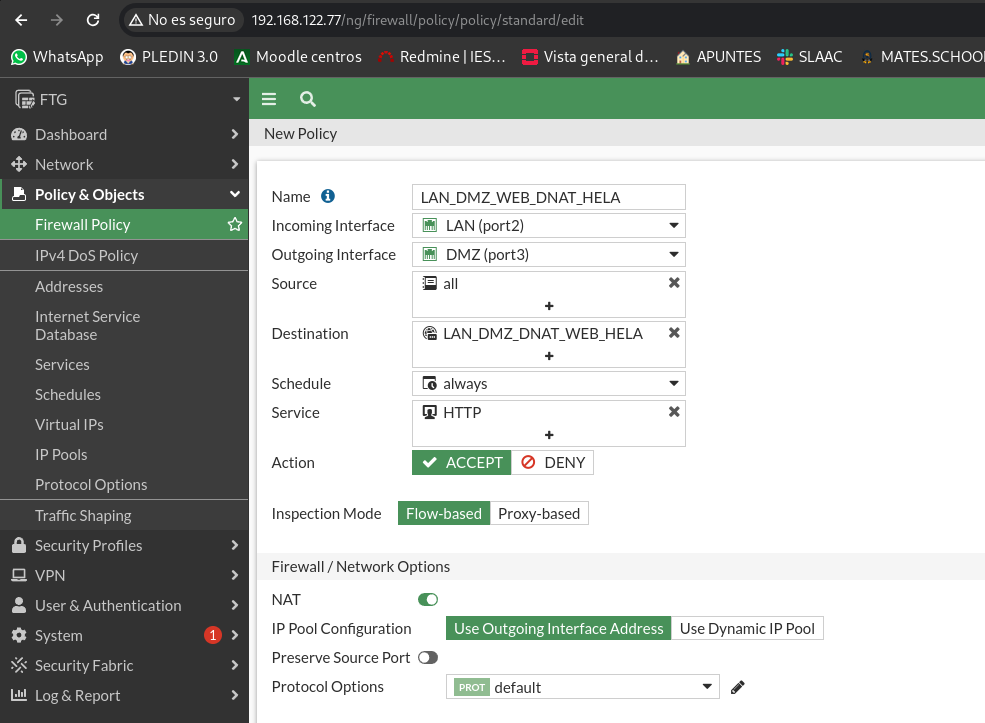 No es seguro 192.168.122.77/ng/firewall/policy/policy/standard/edit
WhatsApp PLEDIN 3.0 Moodle centros Redmine | IES... Vista general d... APUNTES SLAAC MATES.SCHOO
FTG
Dashboard
Network
Policy & Objects
Firewall Policy
IPv4 DoS Policy
Addresses
Internet Service
Database
Services
Schedules
Virtual IPs
IP Pools
Protocol Options
Traffic Shaping
Security Profiles
VPN
User & Authentication
System 1
Security Fabric
Log & Report
New Policy
Name LAN_DMZ_WEB_DNAT_HELA
Incoming Interface LAN (port2)
Outgoing Interface DMZ (port3)
Source all
+
Destination LAN_DMZ_DNAT_WEB_HELA
+
Schedule always
Service HTTP
+
Action ACCEPT DENY
Inspection Mode Flow-based Proxy-based
Firewall / Network Options
NAT
IP Pool Configuration Use Outgoing Interface Address Use Dynamic IP Pool
Preserve Source Port
Protocol Options PROT default